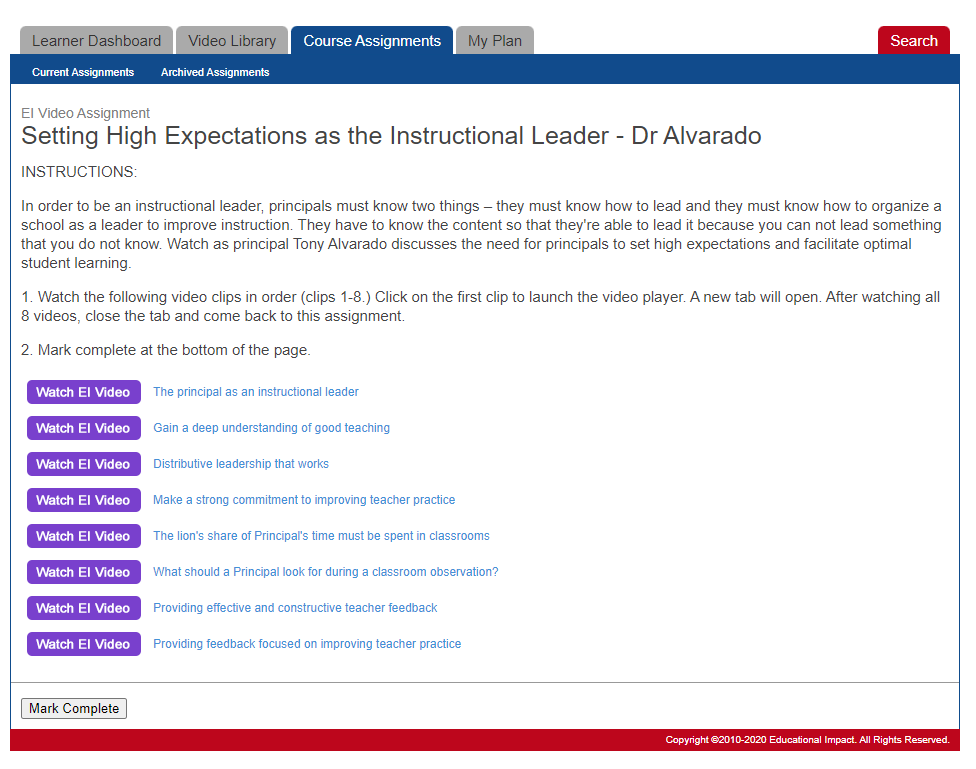 Learner Dashboard Video Library Course Assignments My Plan Search
Current Assignments Archived Assignments
EI Video Assignment
Setting High Expectations as the Instructional Leader - Dr Alvarado
INSTRUCTIONS:
In order to be an instructional leader, principals must know two things – they must know how to lead and they must know how to organize a
school as a leader to improve instruction. They have to know the content so that they're able to lead it because you can not lead something
that you do not know. Watch as principal Tony Alvarado discusses the need for principals to set high expectations and facilitate optimal
student learning.
1. Watch the following video clips in order (clips 1-8.) Click on the first clip to launch the video player. A new tab will open. After watching all
8 videos, close the tab and come back to this assignment.
2. Mark complete at the bottom of the page.
Watch EI Video The principal as an instructional leader
Watch EI Video Gain a deep understanding of good teaching
Watch EI Video Distributive leadership that works
Watch EI Video Make a strong commitment to improving teacher practice
Watch EI Video The lion's share of Principal's time must be spent in classrooms
Watch EI Video What should a Principal look for during a classroom observation?
Watch EI Video Providing effective and constructive teacher feedback
Watch EI Video Providing feedback focused on improving teacher practice
Mark Complete
Copyright ©2010-2020 Educational Impact. All Rights Reserved.